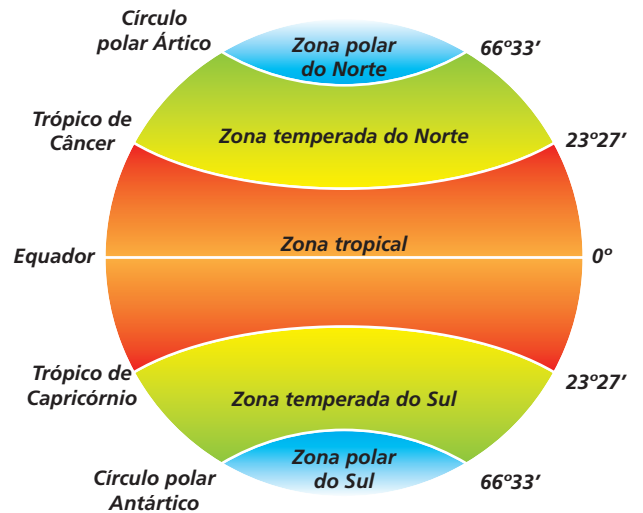 Círculo
polar Ártico
Zona polar
do Norte
66º33’
Trópico de
Câncer
Zona temperada do Norte
23º27’
Equador
Zona tropical
0º
Trópico de
Capricórnio
Zona temperada do Sul
23º27’
Círculo polar
Antártico
Zona polar
do Sul
66º33’